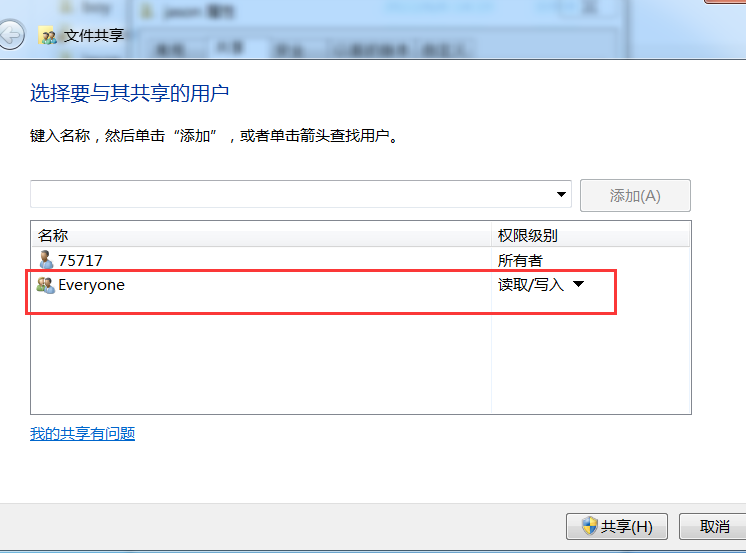 文件共享
选择要与其共享的用户
键入名称，然后单击“添加”，或者单击箭头查找用户。
添加(A)
名称 权限级别
75717 所有者
Everyone 读取/写入
我的共享有问题
共享(H) 取消